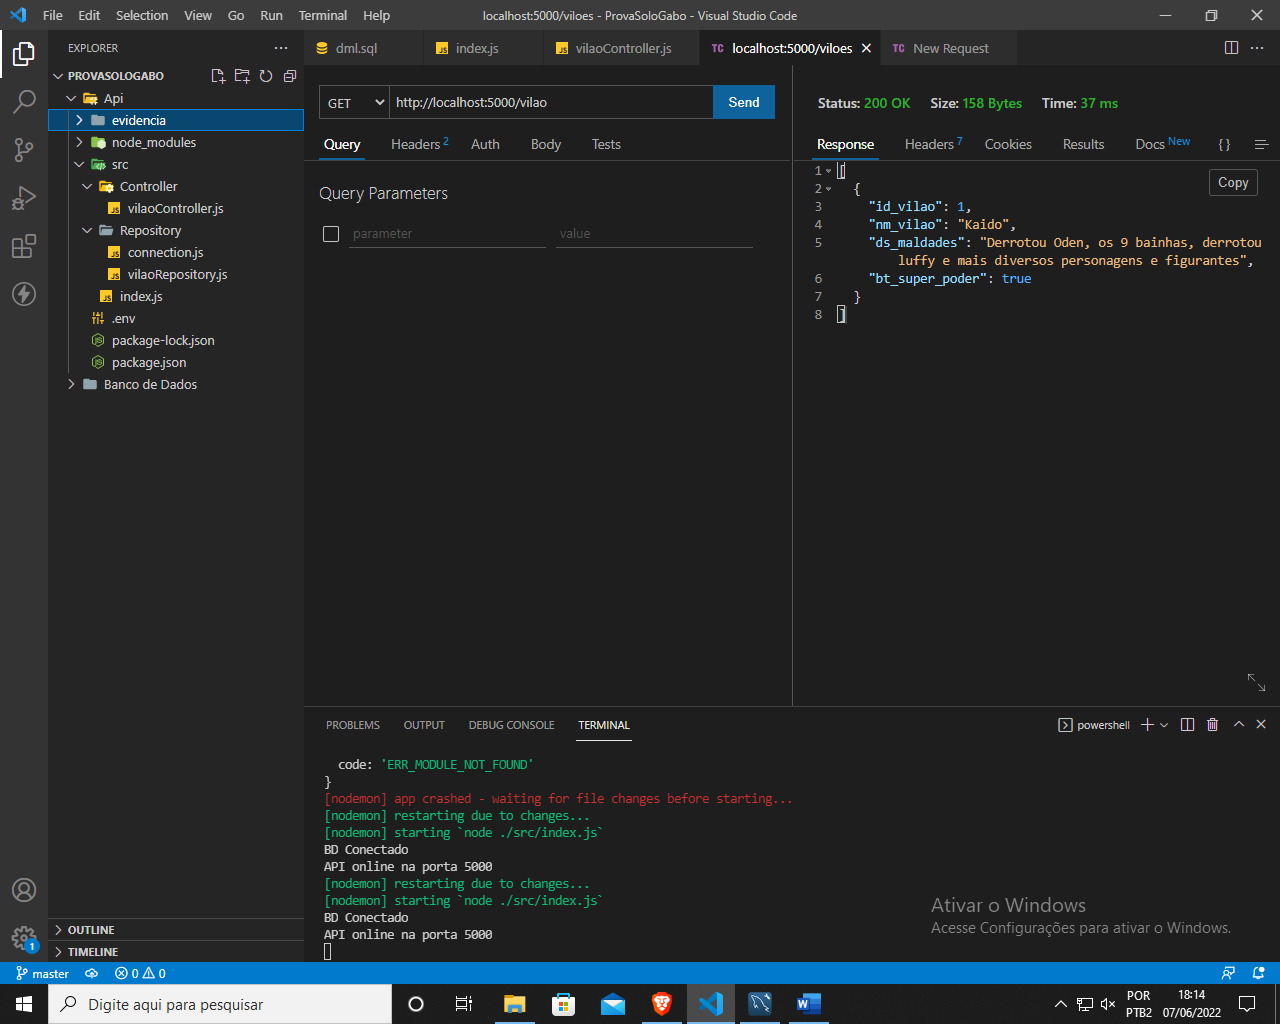 File Edit Selection View Go Run Terminal Help localhost:5000/viloes - ProvaSoloGabo - Visual Studio Code
EXPLORER
PROVASOLOGABO
Api
evidencia
node_modules
src
Controller
vilaoController.js
Repository
connection.js
vilaoRepository.js
index.js
.env
package-lock.json
package.json
Banco de Dados
OUTLINE
TIMELINE
dml.sql index.js vilaoController.js TC localhost:5000/viloes TC New Request
GET http://localhost:5000/vilao Send
Query Headers 2 Auth Body Tests
Query Parameters
parameter value
Status: 200 OK Size: 158 Bytes Time: 37 ms
Response Headers 7 Cookies Results Docs New { }
Copy
1 [
2 {
3 "id_vilao": 1,
4 "nm_vilao": "Kaido",
5 "ds_maldades": "Derrotou Oden, os 9 bainhas, derrotou
luffy e mais diversos personagens e figurantes",
6 "bt_super_poder": true
7 }
8 ]
PROBLEMS OUTPUT DEBUG CONSOLE TERMINAL powershell
code: 'ERR_MODULE_NOT_FOUND'
}
[nodemon] app crashed - waiting for file changes before starting...
[nodemon] restarting due to changes...
[nodemon] starting `node ./src/index.js`
BD Conectado
API online na porta 5000
[nodemon] restarting due to changes...
[nodemon] starting `node ./src/index.js`
BD Conectado
API online na porta 5000
Ativar o Windows
Acesse Configurações para ativar o Windows.
1
master 0 0
Digite aqui para pesquisar
POR
PTB2
18:14
07/06/2022